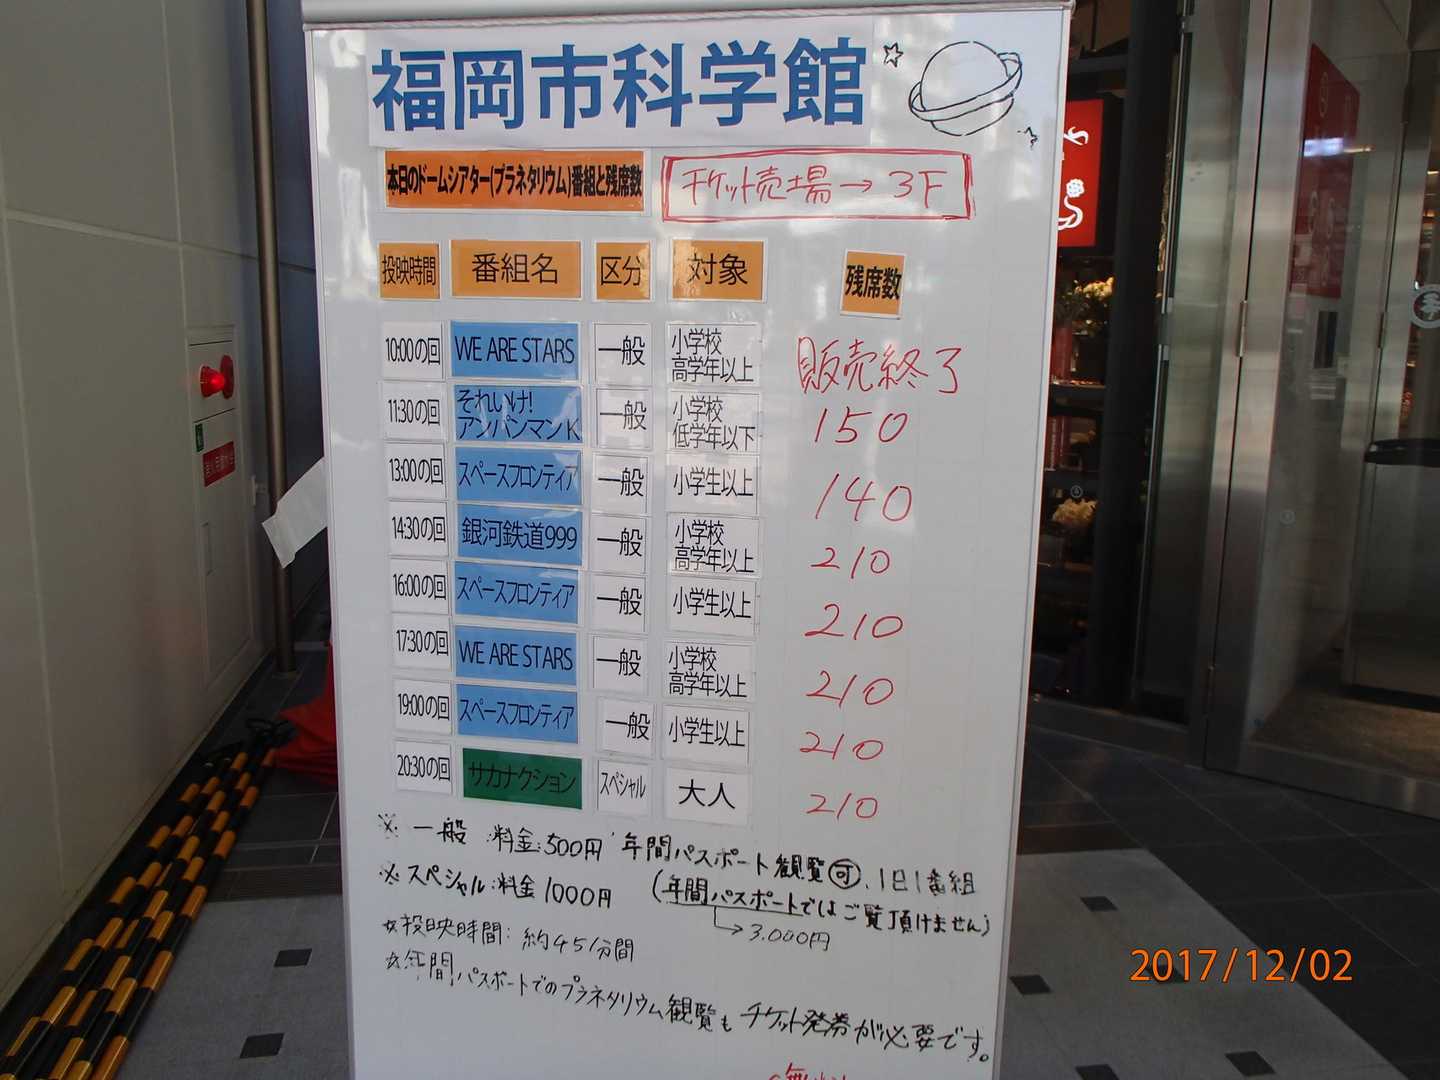 福岡市科学館
本日のドームシアター(プラネタリウム)番組と残席数
チケット売場→3F
投映時間 番組名 区分 対象 残席数
10:00の回 WE ARE STARS 一般 小学校高学年以上 販売終了
11:30の回 それいけ!アンパンマンK 一般 小学校低学年以下 150
13:00の回 スペースフロンティア 一般 小学生以上 140
14:30の回 銀河鉄道999 一般 小学校高学年以上 210
16:00の回 スペースフロンティア 一般 小学生以上 210
17:30の回 WE ARE STARS 一般 小学校高学年以上 210
19:00の回 スペースフロンティア 一般 小学生以上 210
20:30の回 サカナクション スペシャル 大人 210
※一般:料金:500円 年間パスポート観覧可、1日1番組
※スペシャル:料金1000円 (年間パスポートではご覧頂けません)
→3.000円
☆投映時間:約45分間
☆年間パスポートでのプラネタリウム観覧もチケット発券が必要です。
2017/12/02